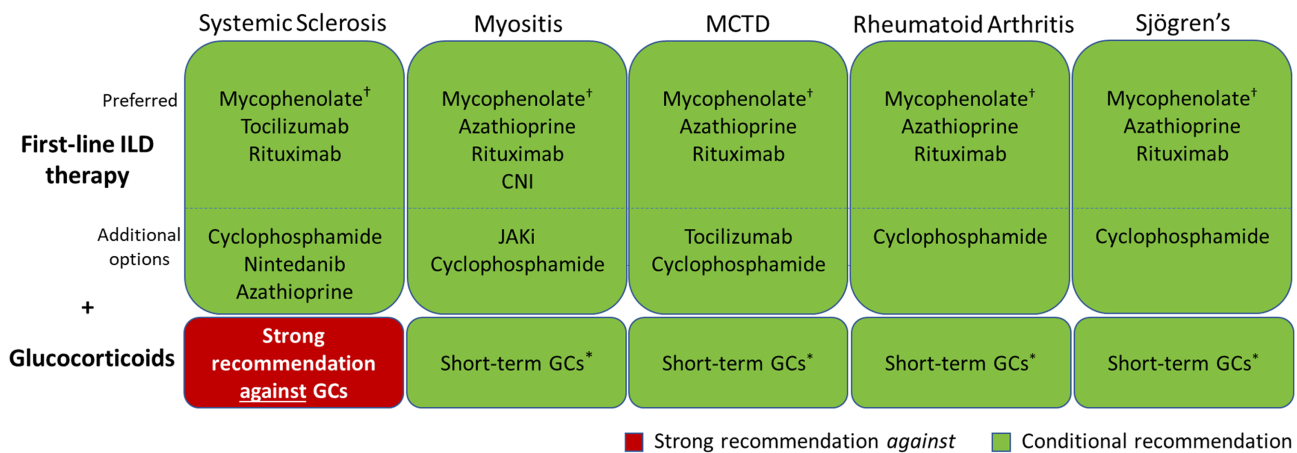 Systemic Sclerosis
Myositis
MCTD
Rheumatoid Arthritis
Sjögren's
Preferred
First-line ILD
therapy
Additional
options
+
Glucocorticoids
Mycophenolate†
Tocilizumab
Rituximab
Cyclophosphamide
Nintedanib
Azathioprine
Strong
recommendation
against GCs
Mycophenolate†
Azathioprine
Rituximab
CNI
JAKi
Cyclophosphamide
Short-term GCs*
Mycophenolate†
Azathioprine
Rituximab
Tocilizumab
Cyclophosphamide
Short-term GCs*
Mycophenolate†
Azathioprine
Rituximab
Cyclophosphamide
Short-term GCs*
Mycophenolate†
Azathioprine
Rituximab
Cyclophosphamide
Short-term GCs*
Strong recommendation against
Conditional recommendation